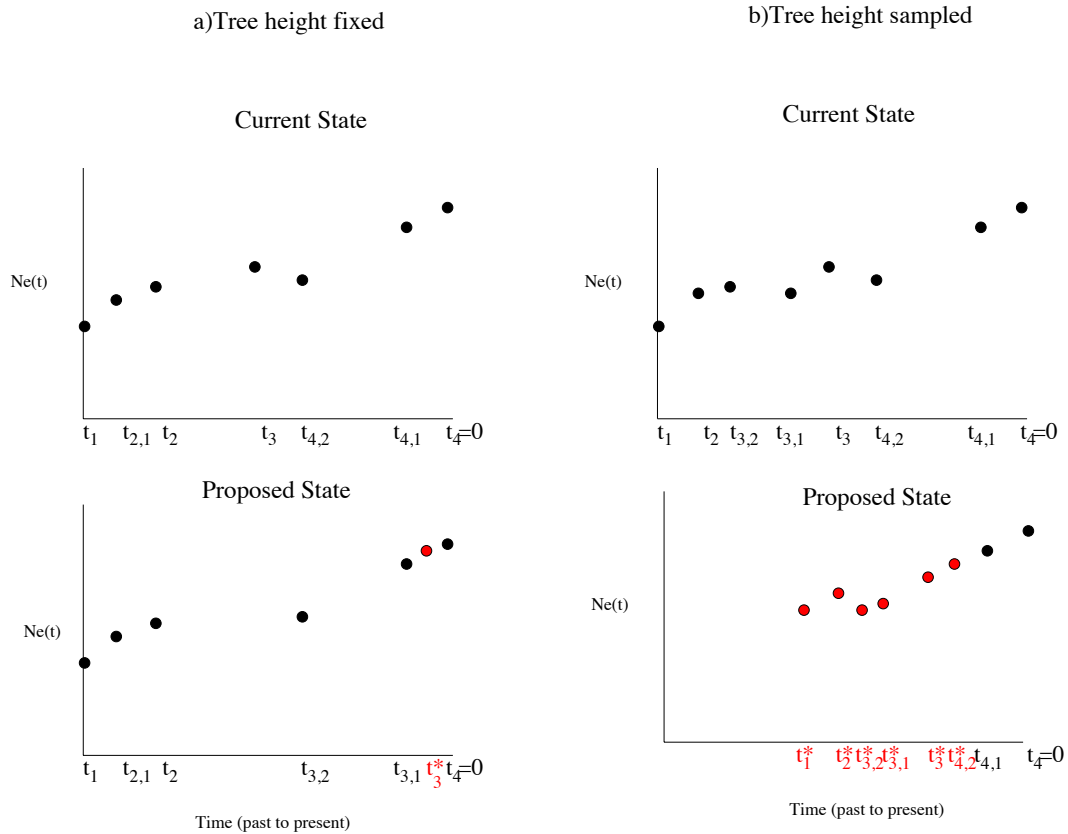 a)Tree height fixed
Current State
Ne(t)
t1 t2,1 t2 t3 t4,2 t4,1 t4=0
Proposed State
Ne(t)
t1 t2,1 t2 t3,2 t3,1 t*3 t4=0
Time (past to present)
b)Tree height sampled
Current State
Ne(t)
t1 t2 t3,2 t3,1 t3 t4,2 t4,1 t4=0
Proposed State
Ne(t)
t*1 t*2 t*3,2 t*3,1 t*3 t*4,2 t4,1 t4=0
Time (past to present)